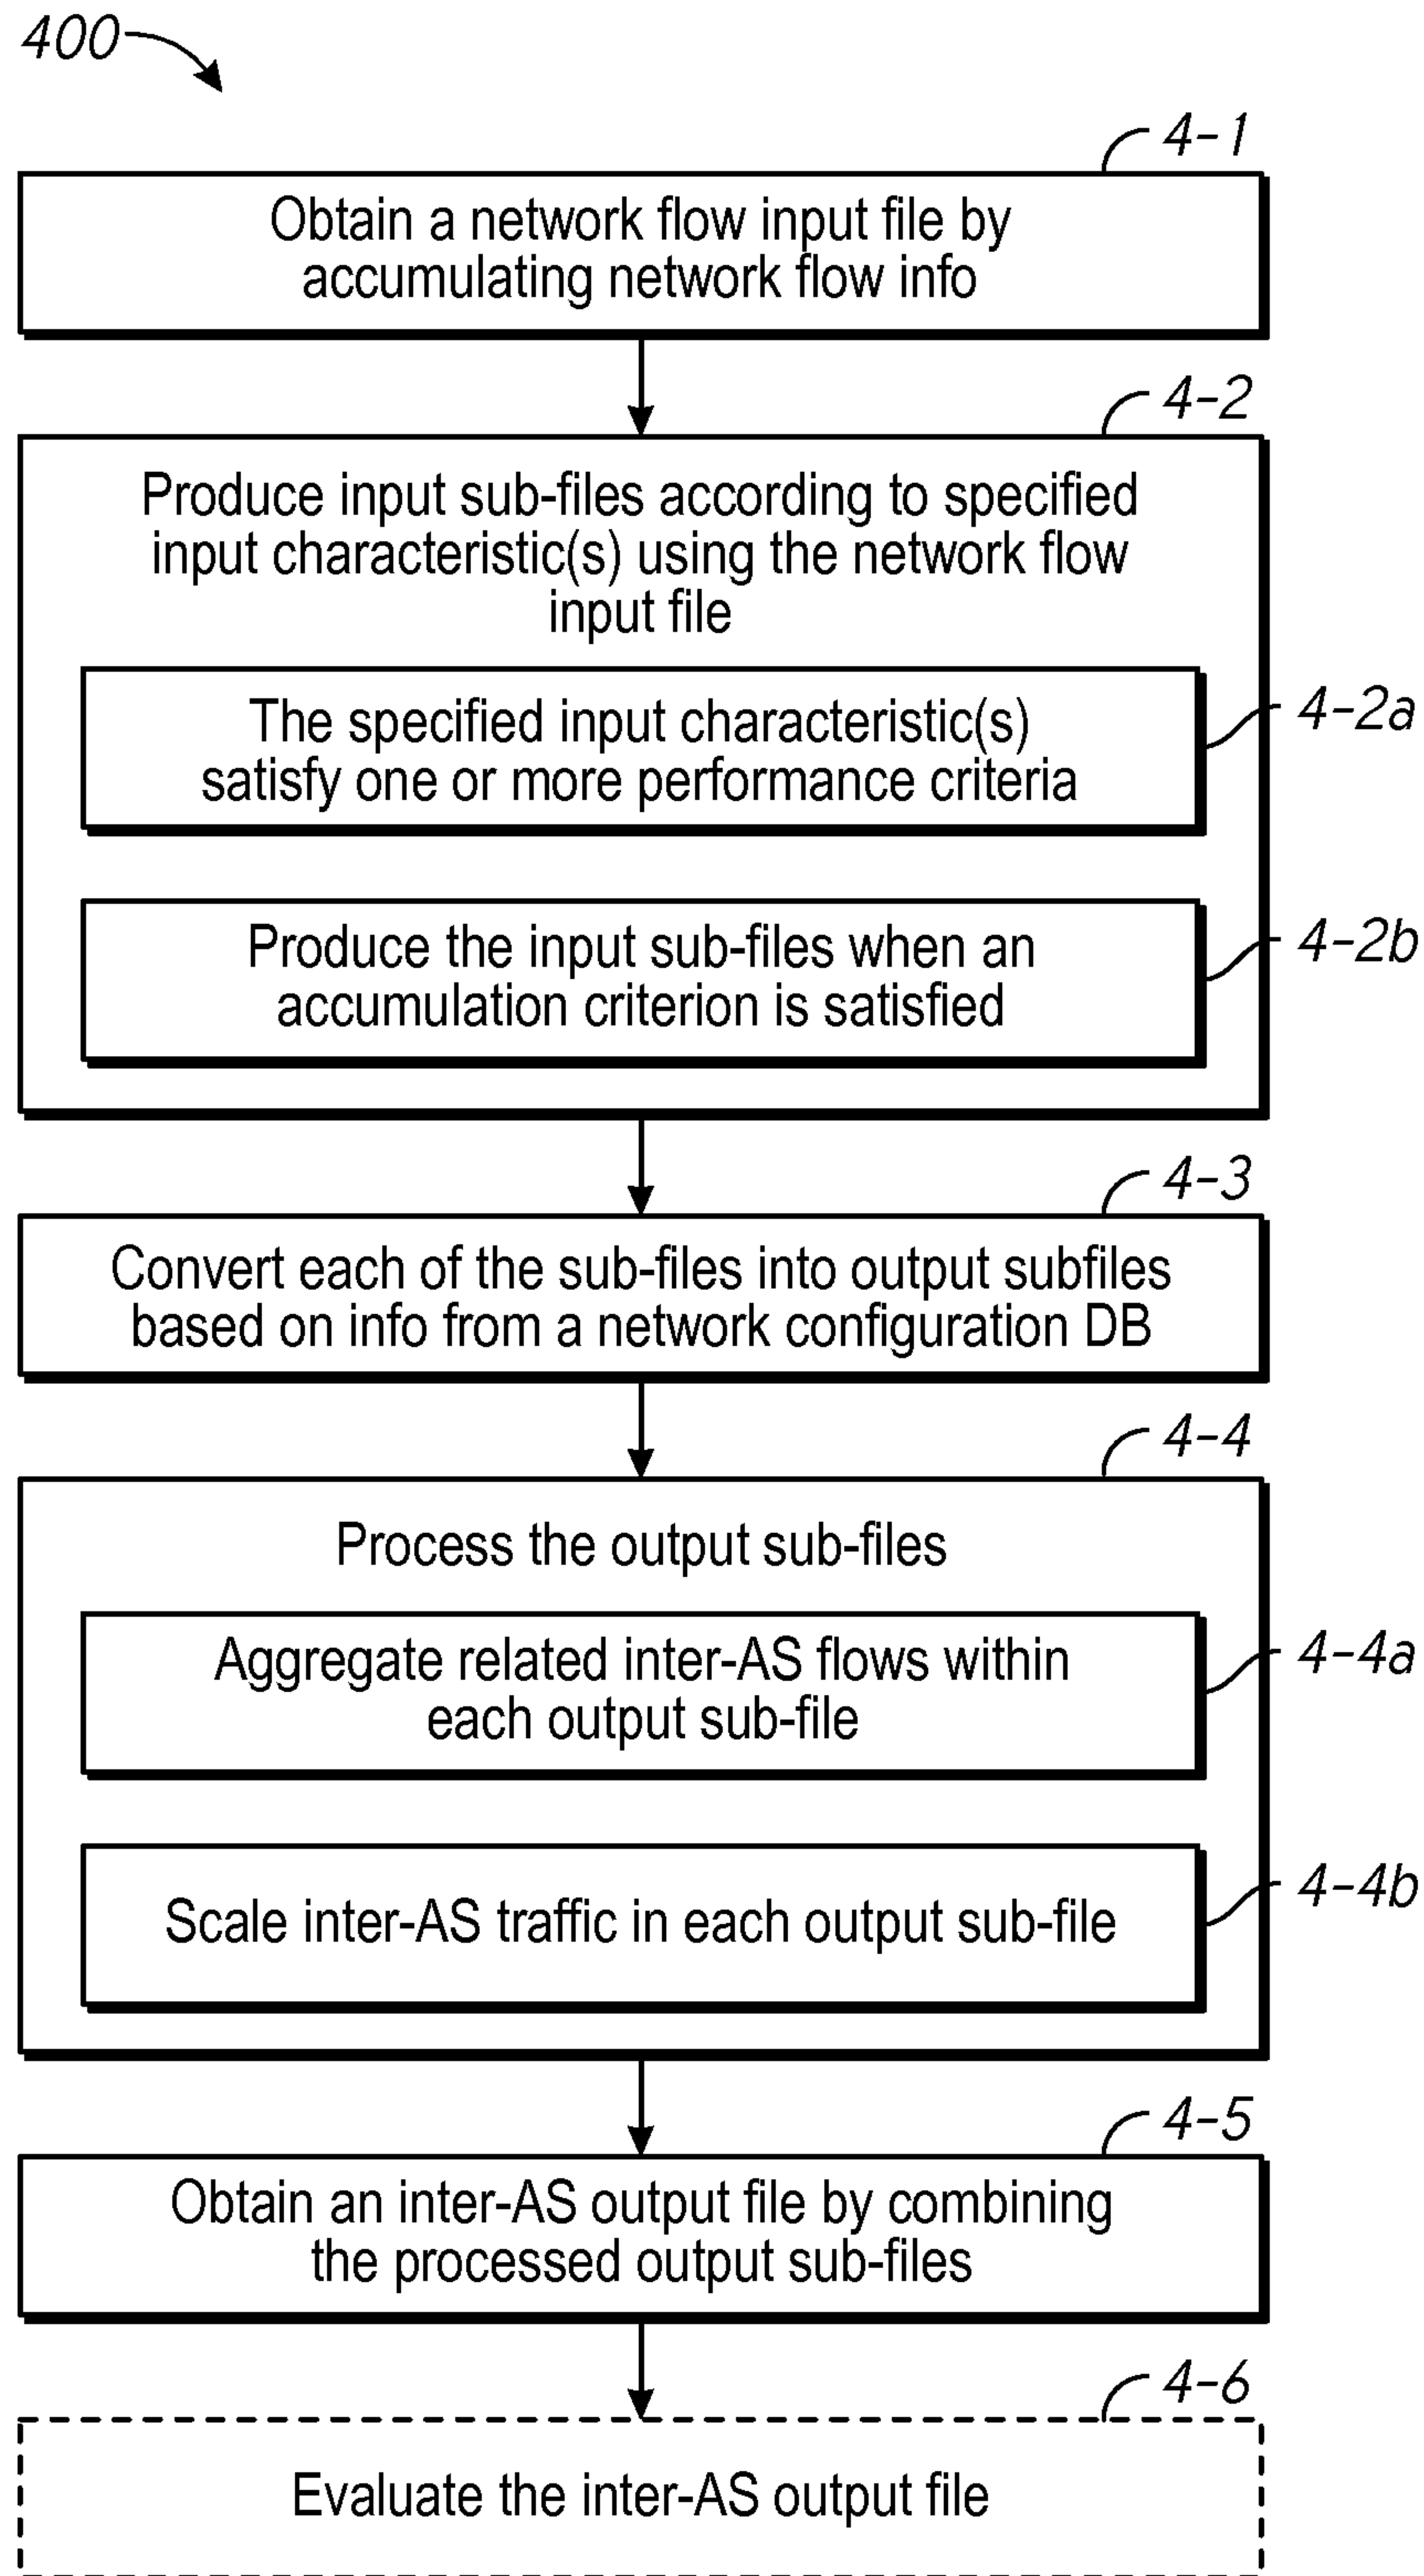 400
4-1
Obtain a network flow input file by
accumulating network flow info
4-2
Produce input sub-files according to specified
input characteristic(s) using the network flow
input file
The specified input characteristic(s)
satisfy one or more performance criteria
4-2a
Produce the input sub-files when an
accumulation criterion is satisfied
4-2b
4-3
Convert each of the sub-files into output subfiles
based on info from a network configuration DB
4-4
Process the output sub-files
Aggregate related inter-AS flows within
each output sub-file
4-4a
Scale inter-AS traffic in each output sub-file
4-4b
4-5
Obtain an inter-AS output file by combining
the processed output sub-files
4-6
Evaluate the inter-AS output file